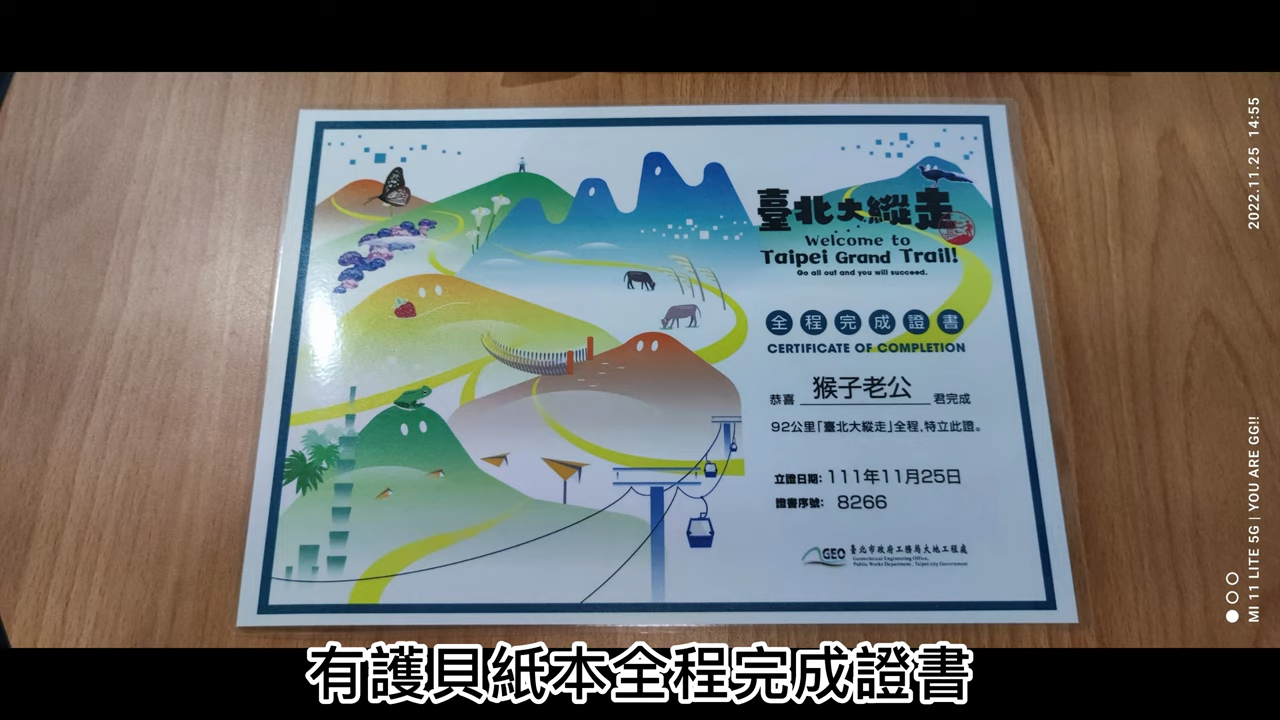 臺北大縱走
Welcome to
Taipei Grand Trail!
Go all out and you will succeed.
全程完成證書
CERTIFICATE OF COMPLETION
恭喜 猴子老公 君完成
92公里「臺北大縱走」全程,特立此證。
立證日期: 111年11月25日
證書序號: 8266
AGEO 臺北市政府工務局大地工程處
Geotechnical Engineering Office,
Public Works Department, Taipei City Government
2022.11.25 14:55
MI 11 LITE 5G | YOU ARE GG!!
有護貝紙本全程完成證書